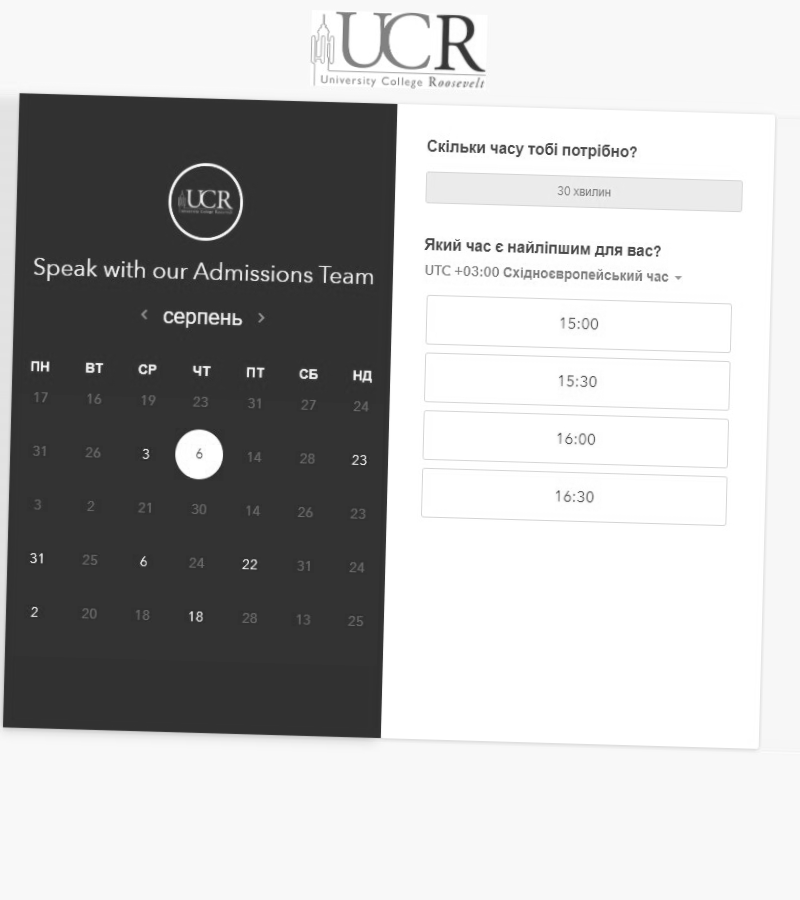 UCR
University College Roosevelt
UCR
University College Roosevelt
Speak with our Admissions Team
серпень
ПН ВТ СР ЧТ ПТ СБ НД
17 16 19 23 31 27 24
31 26 3 6 14 28 23
3 2 21 30 14 26 23
31 25 6 24 22 31 24
2 20 18 18 28 13 25
Скільки часу тобі потрібно?
30 хвилин
Який час є найліпшим для вас?
UTC +03:00 Східноєвропейський час
15:00
15:30
16:00
16:30